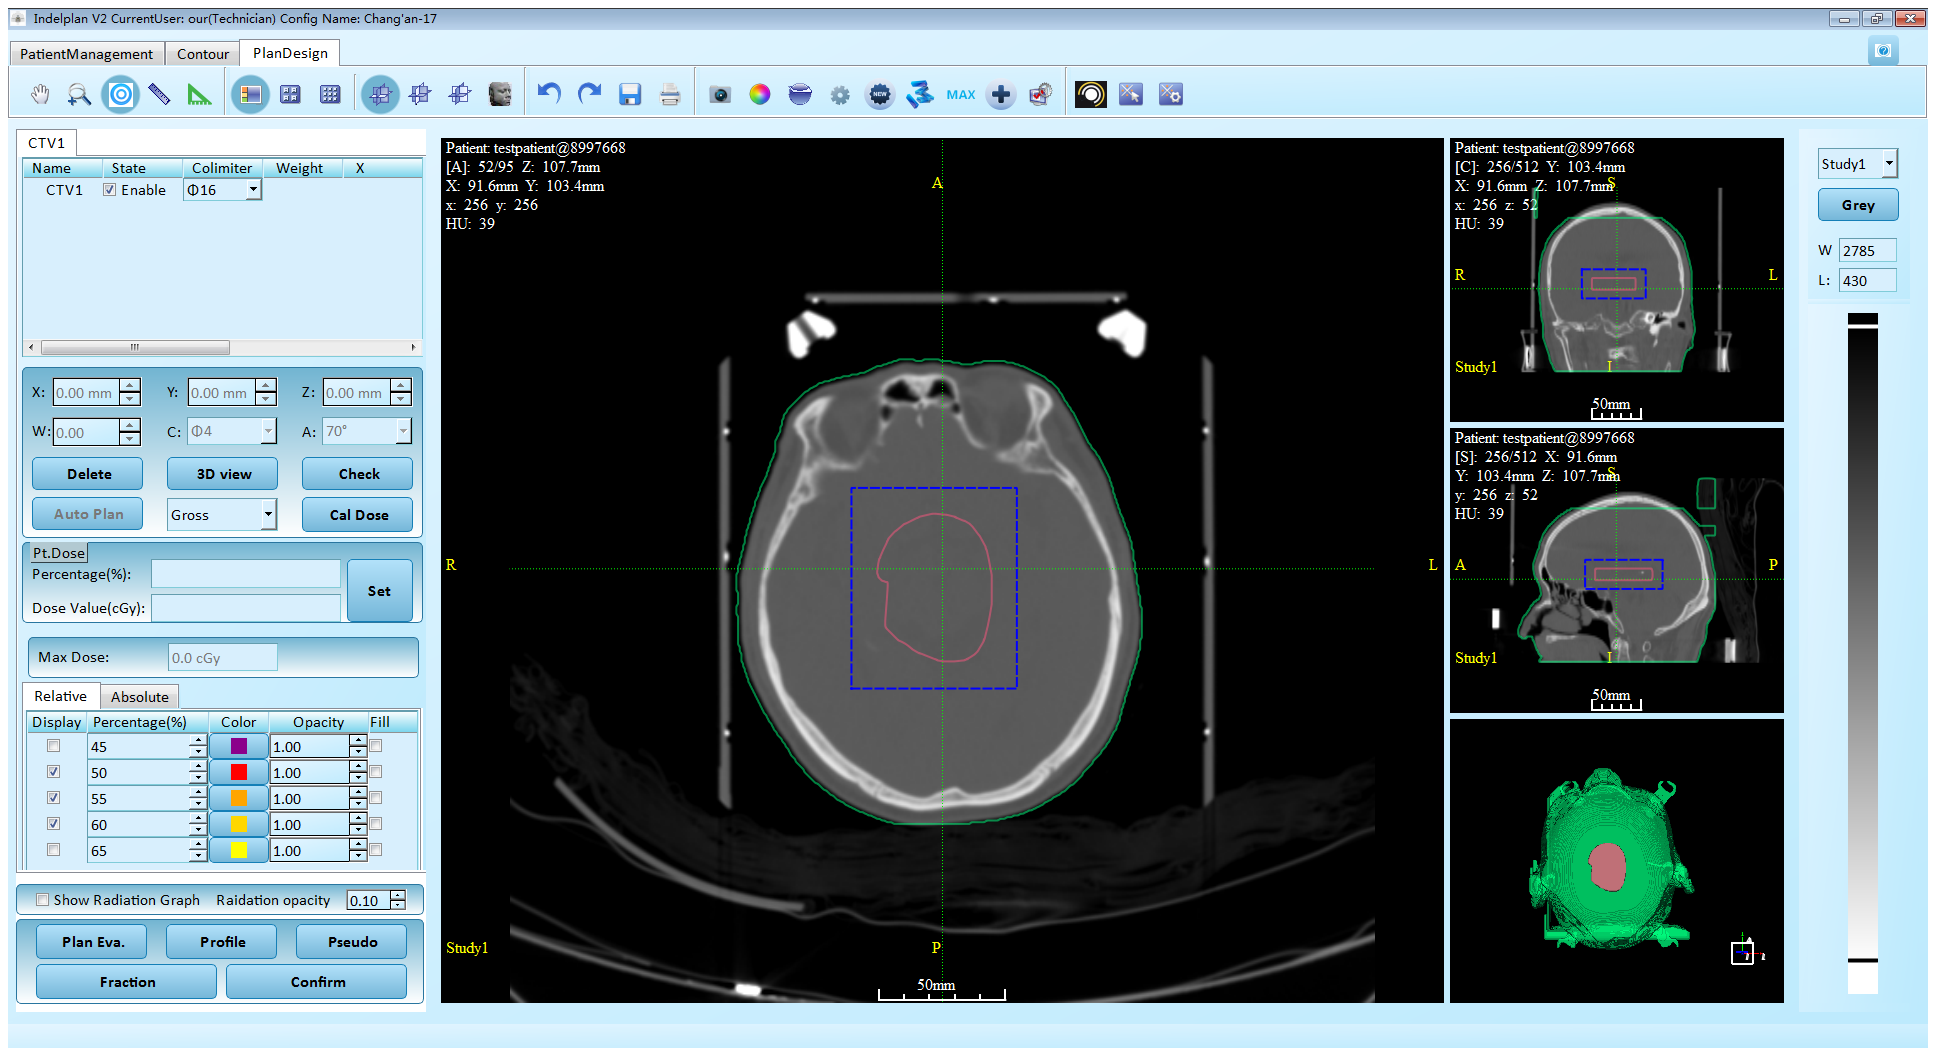 Indelplan V2 CurrentUser: our(Technician) Config Name: Chang'an-17
PatientManagement Contour PlanDesign
NEW MAX
CTV1
Name State Colimiter Weight X
CTV1 Enable Φ16
X: 0.00 mm Y: 0.00 mm Z: 0.00 mm
W: 0.00 C: Φ4 A: 70°
Delete 3D view Check
Auto Plan Gross Cal Dose
Pt.Dose
Percentage(%):
Dose Value(cGy):
Set
Max Dose: 0.0 cGy
Relative Absolute
Display Percentage(%) Color Opacity Fill
45 1.00
50 1.00
55 1.00
60 1.00
65 1.00
Show Radiation Graph Raidation opacity 0.10
Plan Eva. Profile Pseudo
Fraction Confirm
Patient: testpatient@8997668
[A]: 52/95 Z: 107.7mm
X: 91.6mm Y: 103.4mm
x: 256 y: 256
HU: 39
A
R
L
Study1
P
50mm
Patient: testpatient@8997668
[C]: 256/512 Y: 103.4mm
X: 91.6mm Z: 107.7mm
S
x: 256 z: 52
HU: 39
R
L
Study1
I
50mm
Patient: testpatient@8997668
[S]: 256/512 X: 91.6mm
Y: 103.4mm Z: 107.7mm
S
y: 256 z: 52
HU: 39
A
P
Study1
I
50mm
Study1
Grey
W 2785
L: 430